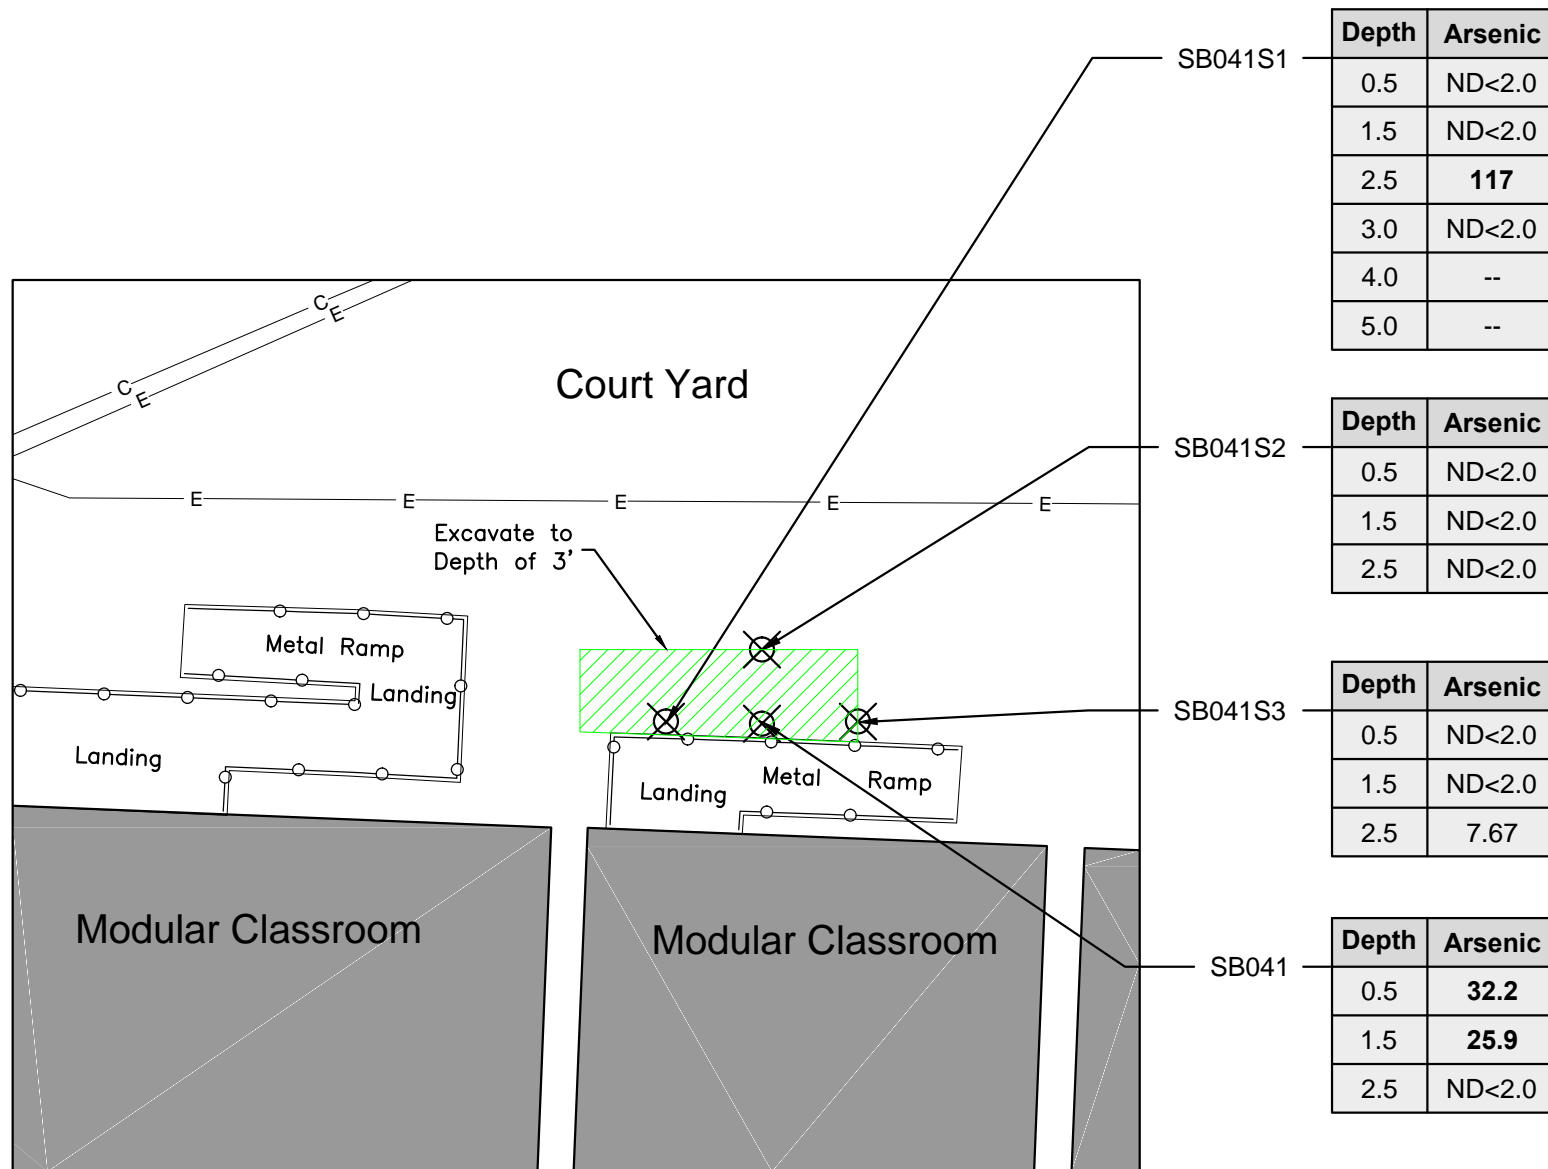 SB041S1
Depth Arsenic
0.5 ND<2.0
1.5 ND<2.0
2.5 117
3.0 ND<2.0
4.0 --
5.0 --
C
E
C
E
Court Yard
SB041S2
Depth Arsenic
0.5 ND<2.0
1.5 ND<2.0
2.5 ND<2.0
E E E E E
Excavate to
Depth of 3'
Metal Ramp
Landing
Landing
SB041S3
Depth Arsenic
0.5 ND<2.0
1.5 ND<2.0
2.5 7.67
Metal Ramp
Landing
Modular Classroom
Modular Classroom
SB041
Depth Arsenic
0.5 32.2
1.5 25.9
2.5 ND<2.0